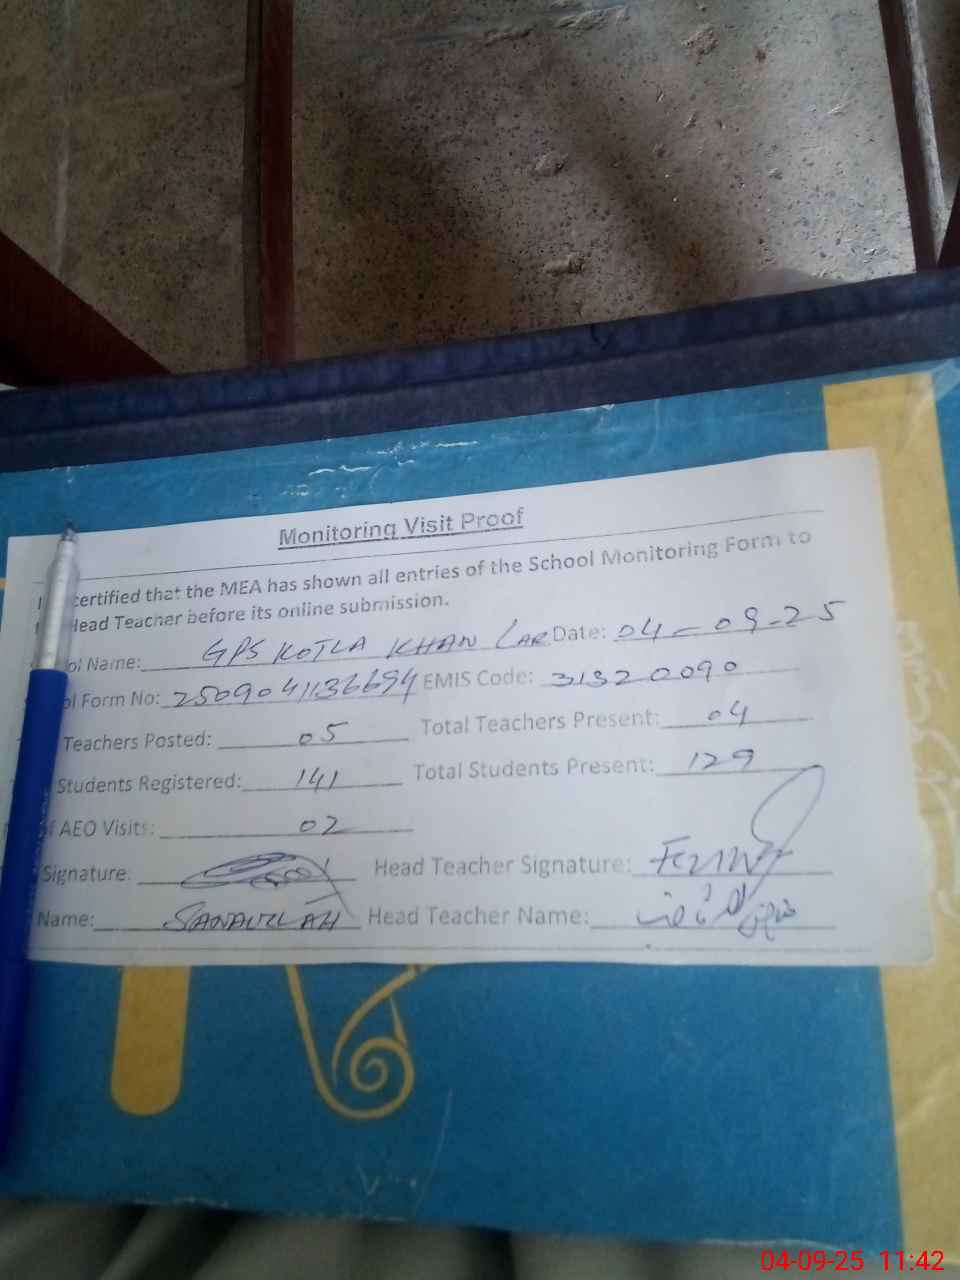 Monitoring Visit Proof
certified that the MEA has shown all entries of the School Monitoring Form to
Head Teacher before its online submission.
ol Name: GPS KOTLA KHAN LAR Date: 04-09-25
ol Form No: 2509041136694 EMIS Code: 31320090
Teachers Posted: 05 Total Teachers Present: 04
Students Registered: 141 Total Students Present: 129
f AEO Visits: 02
Signature: Head Teacher Signature:
Name: SANAULLAH Head Teacher Name:
04-09-25 11:42